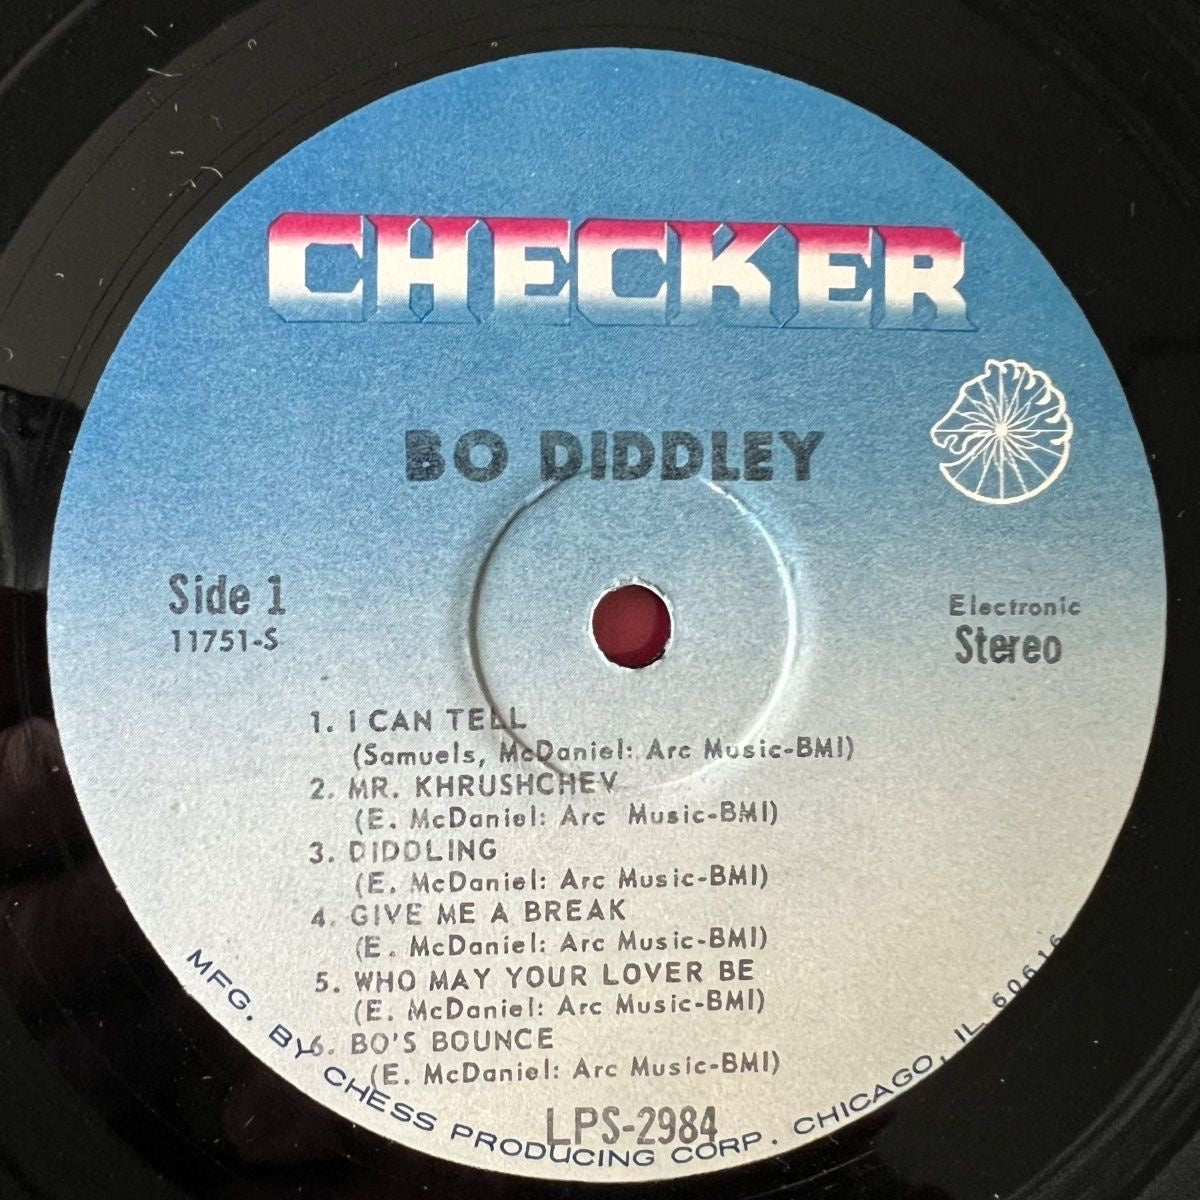 CHECKER
BO DIDDLEY
Side 1
11751-S
Electronic
Stereo
1. I CAN TELL
(Samuels, McDaniel: Arc Music-BMI)
2. MR. KHRUSHCHEV
(E. McDaniel: Arc Music-BMI)
3. DIDDLING
(E. McDaniel: Arc Music-BMI)
4. GIVE ME A BREAK
(E. McDaniel: Arc Music-BMI)
5. WHO MAY YOUR LOVER BE
(E. McDaniel: Arc Music-BMI)
6. BO'S BOUNCE
(E. McDaniel: Arc Music-BMI)
LPS-2984
MFG. BY CHESS PRODUCING CORP. CHICAGO, IL 60616